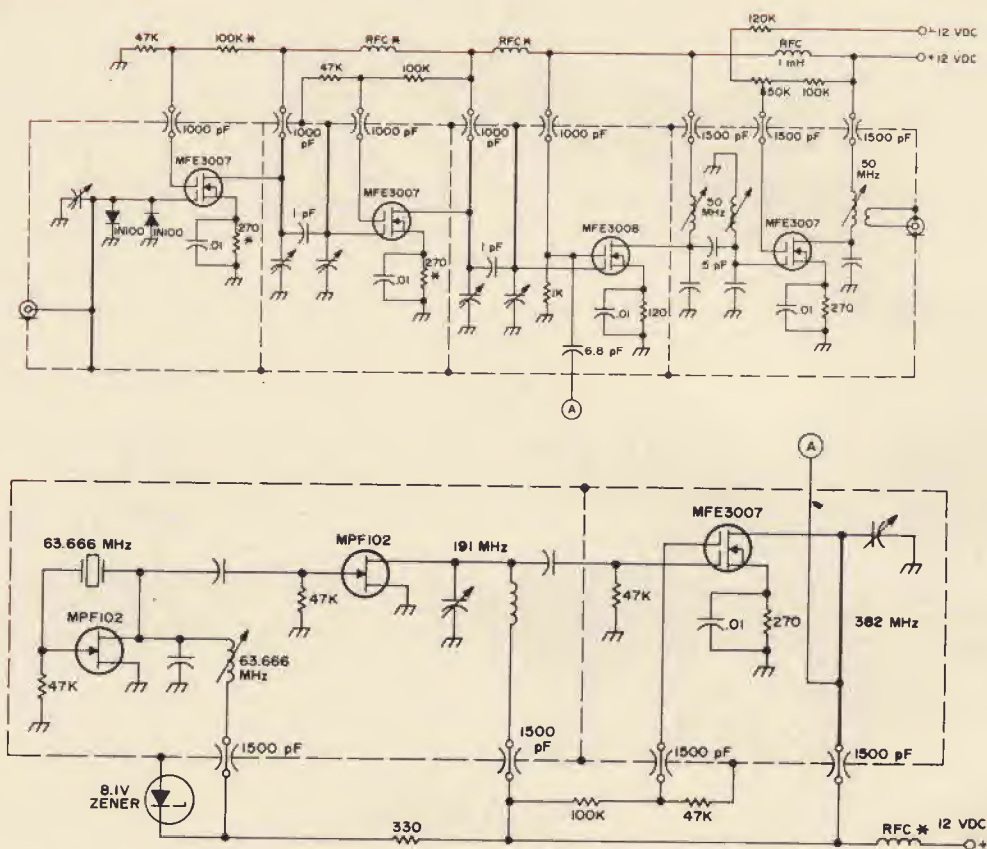 47K
100K*
RFC*
RFC*
120K
-12 VDC
RFC
1 mH
+12 VDC
47K
100K
50K
100K
1000 pF
1000 pF
1000 pF
1000 pF
1000 pF
1500 pF
1500 pF
1500 pF
MFE3007
MFE3007
MFE3008
MFE3007
50 MHz
50 MHz
1 pF
1 pF
5 pF
IN100
IN100
.01
270 *
.01
270 *
1K
.01
120
.01
270
6.8 pF
A
A
63.666 MHz
MPF102
191 MHz
MFE3007
MPF102
47K
47K
.01
270
382 MHz
47K
63.666 MHz
1500 pF
1500 pF
1500 pF
1500 pF
8.1V ZENER
100K
47K
330
RFC *
12 VDC
+